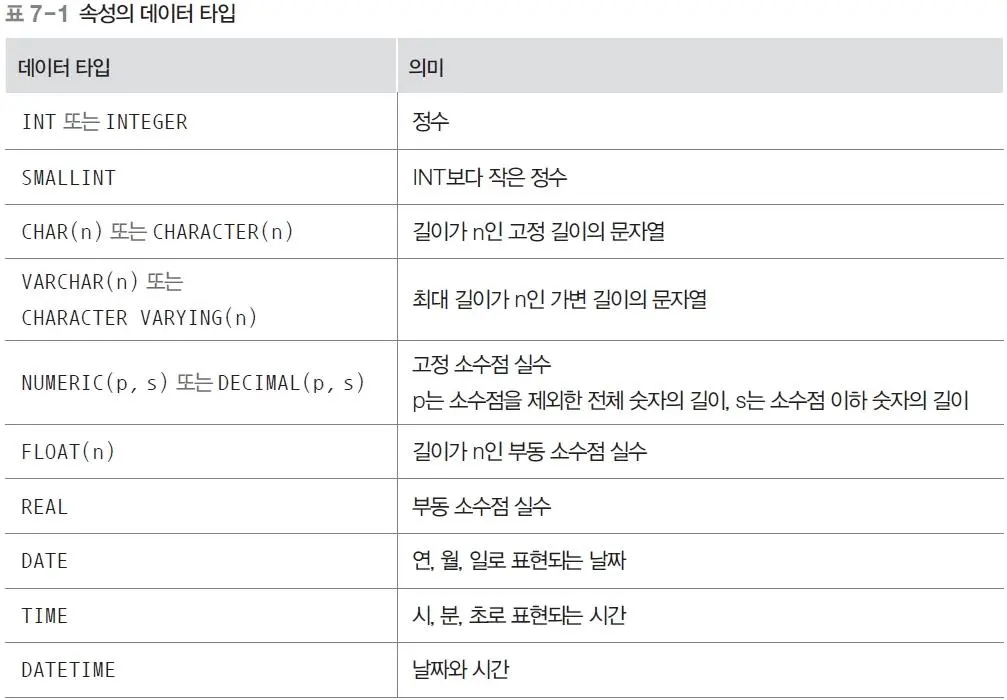 표 7-1 속성의 데이터 타입
데이터 타입 의미
INT 또는 INTEGER 정수
SMALLINT INT보다 작은 정수
CHAR(n) 또는 CHARACTER(n) 길이가 n인 고정 길이의 문자열
VARCHAR(n) 또는
CHARACTER VARYING(n) 최대 길이가 n인 가변 길이의 문자열
NUMERIC(p, s) 또는 DECIMAL(p, s) 고정 소수점 실수
p는 소수점을 제외한 전체 숫자의 길이, s는 소수점 이하 숫자의 길이
FLOAT(n) 길이가 n인 부동 소수점 실수
REAL 부동 소수점 실수
DATE 연, 월, 일로 표현되는 날짜
TIME 시, 분, 초로 표현되는 시간
DATETIME 날짜와 시간